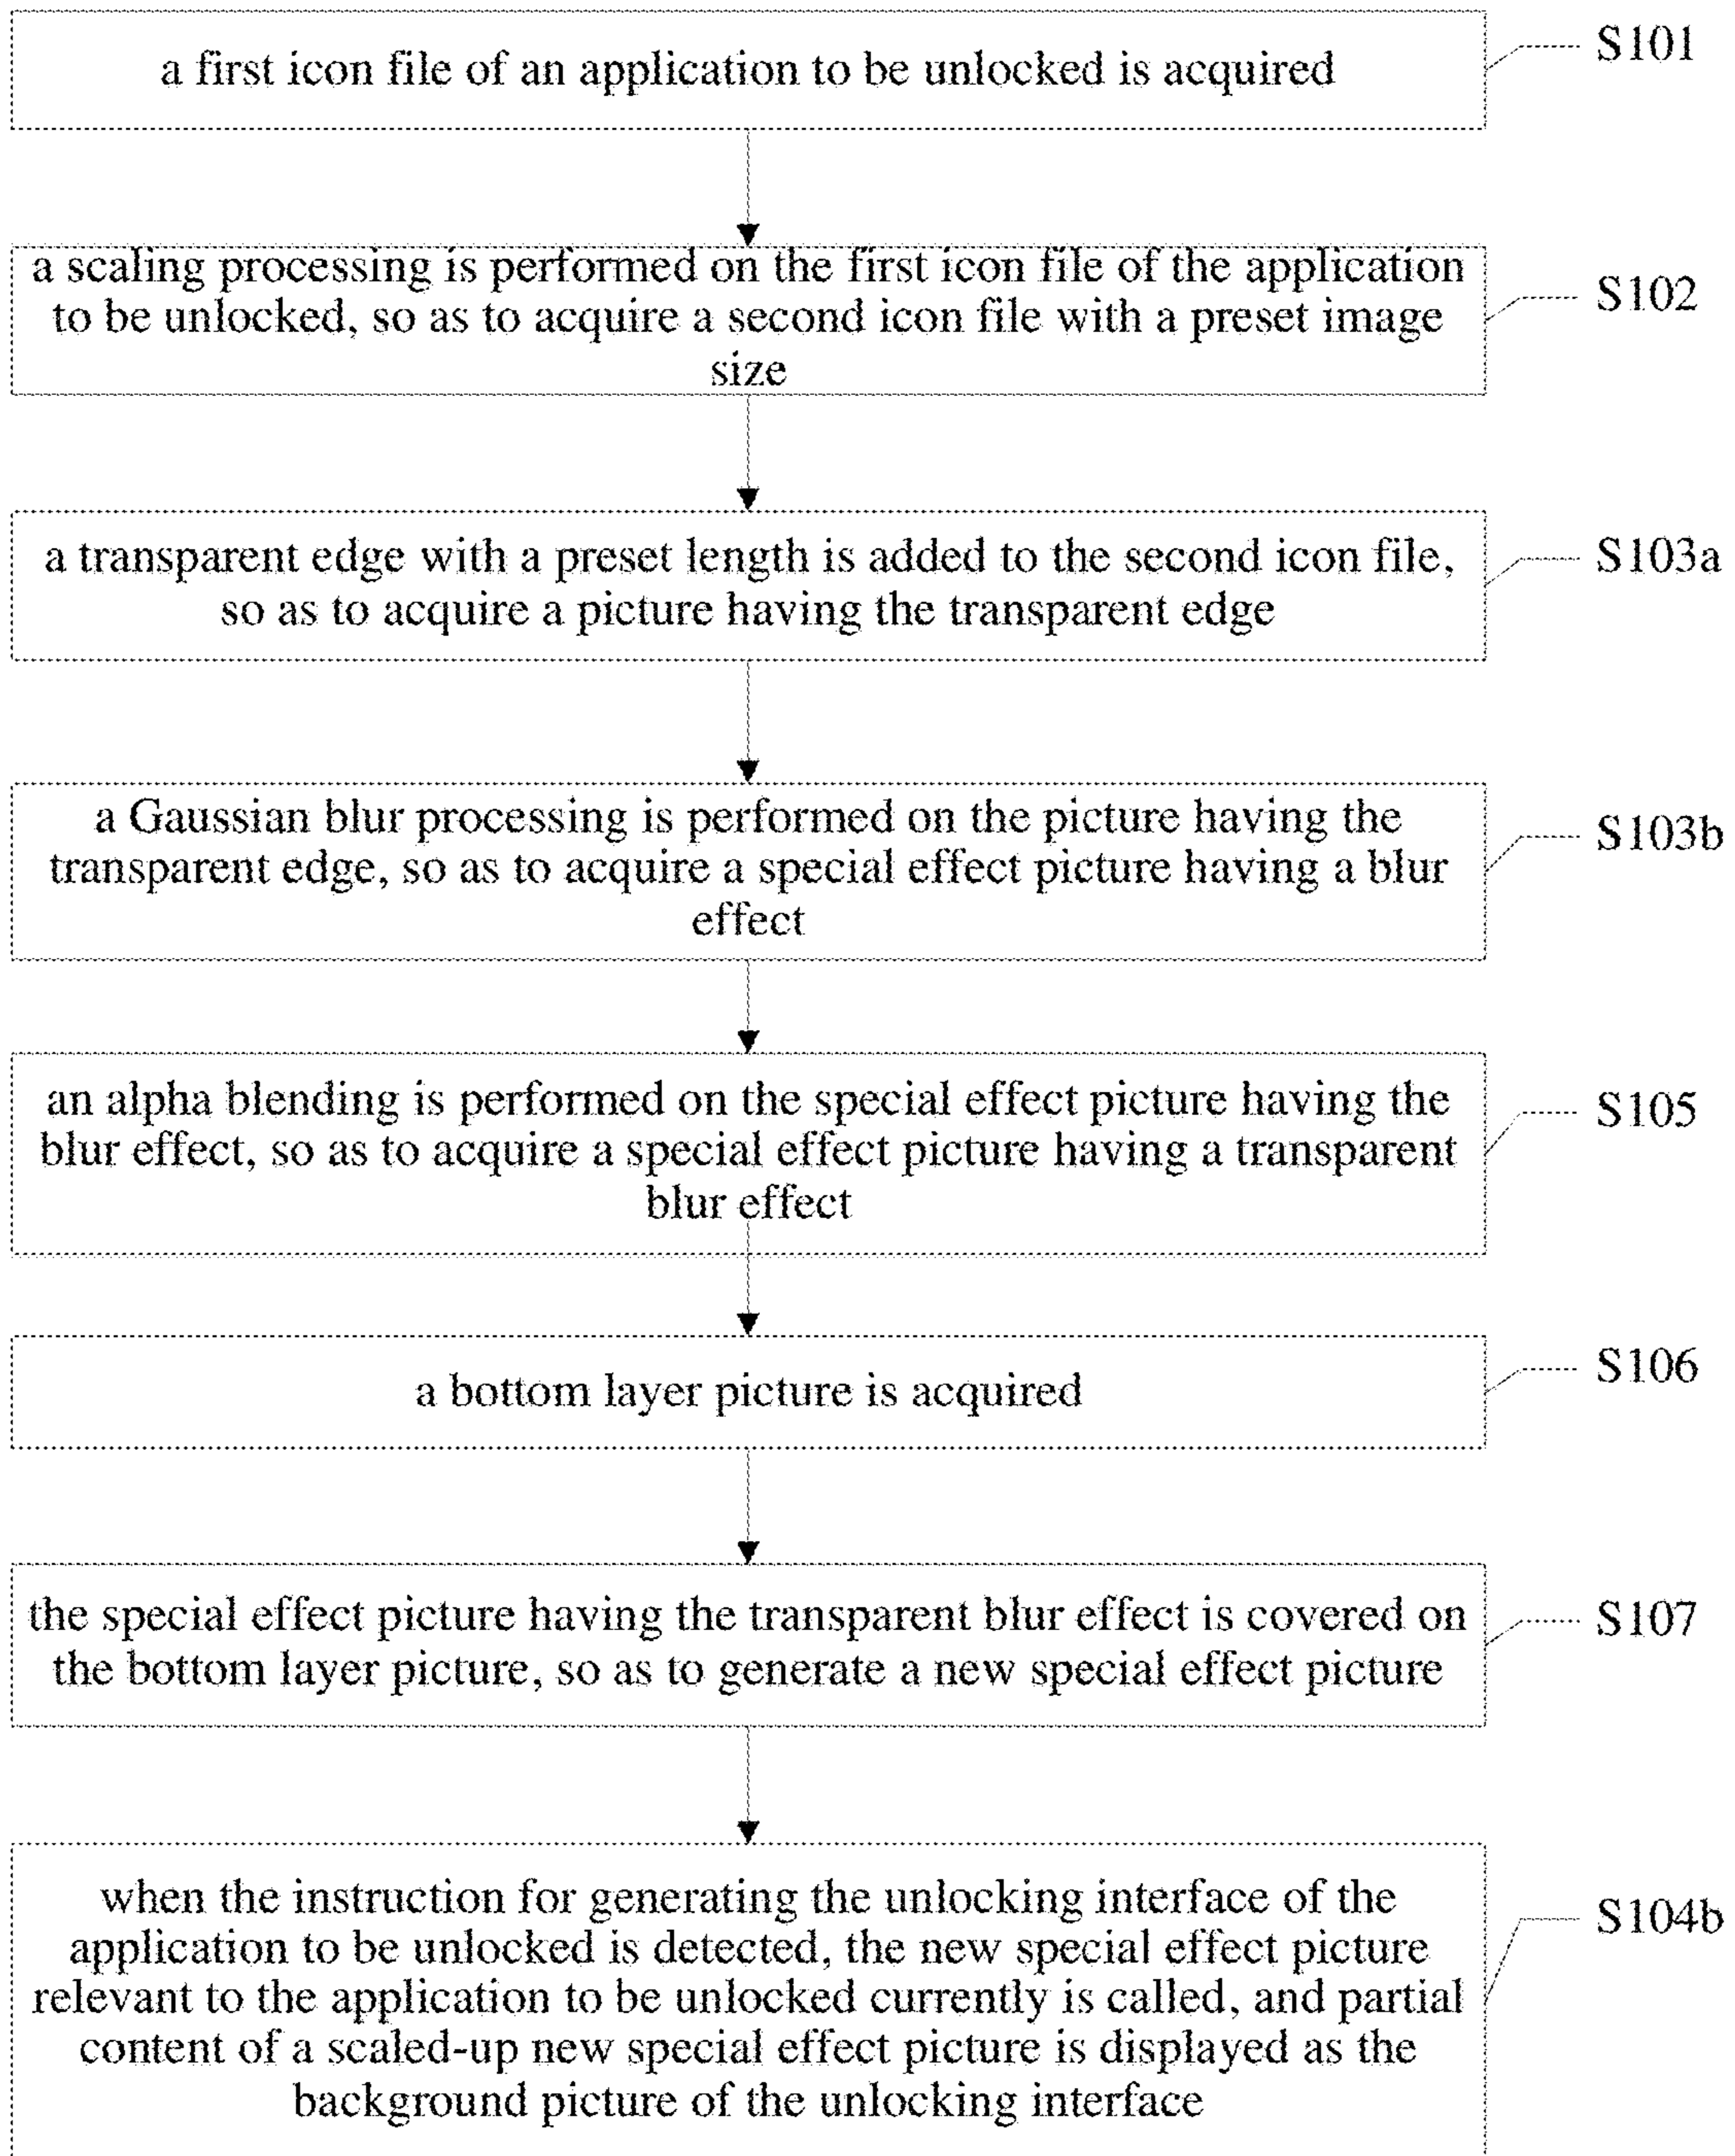 a first icon file of an application to be unlocked is acquired
S101
a scaling processing is performed on the first icon file of the application
to be unlocked, so as to acquire a second icon file with a preset image
size
S102
a transparent edge with a preset length is added to the second icon file,
so as to acquire a picture having the transparent edge
S103a
a Gaussian blur processing is performed on the picture having the
transparent edge, so as to acquire a special effect picture having a blur
effect
S103b
an alpha blending is performed on the special effect picture having the
blur effect, so as to acquire a special effect picture having a transparent
blur effect
S105
a bottom layer picture is acquired
S106
the special effect picture having the transparent blur effect is covered on
the bottom layer picture, so as to generate a new special effect picture
S107
when the instruction for generating the unlocking interface of the
application to be unlocked is detected, the new special effect picture
relevant to the application to be unlocked currently is called, and partial
content of a scaled-up new special effect picture is displayed as the
background picture of the unlocking interface
S104b